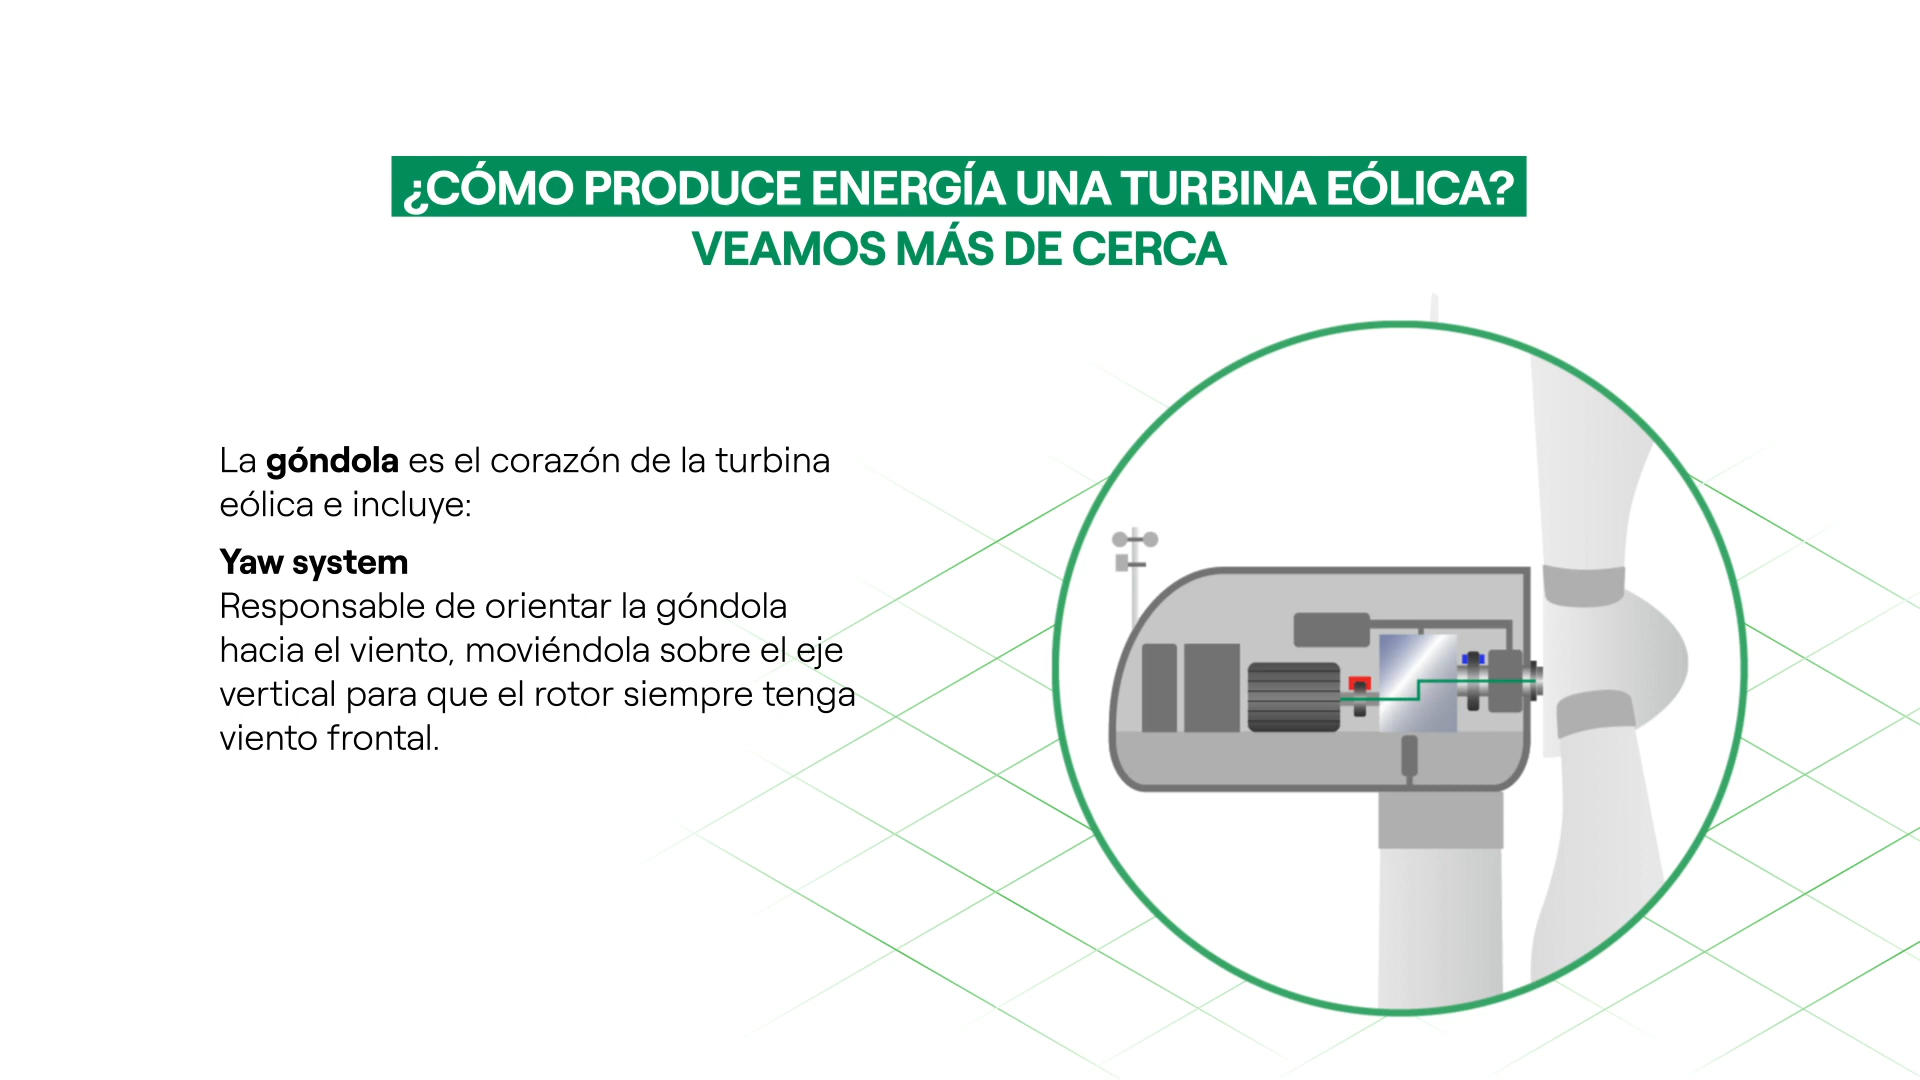 ¿CÓMO PRODUCE ENERGÍA UNA TURBINA EÓLICA?
VEAMOS MÁS DE CERCA
La góndola es el corazón de la turbina
eólica e incluye:
Yaw system
Responsable de orientar la góndola
hacia el viento, moviéndola sobre el eje
vertical para que el rotor siempre tenga
viento frontal.